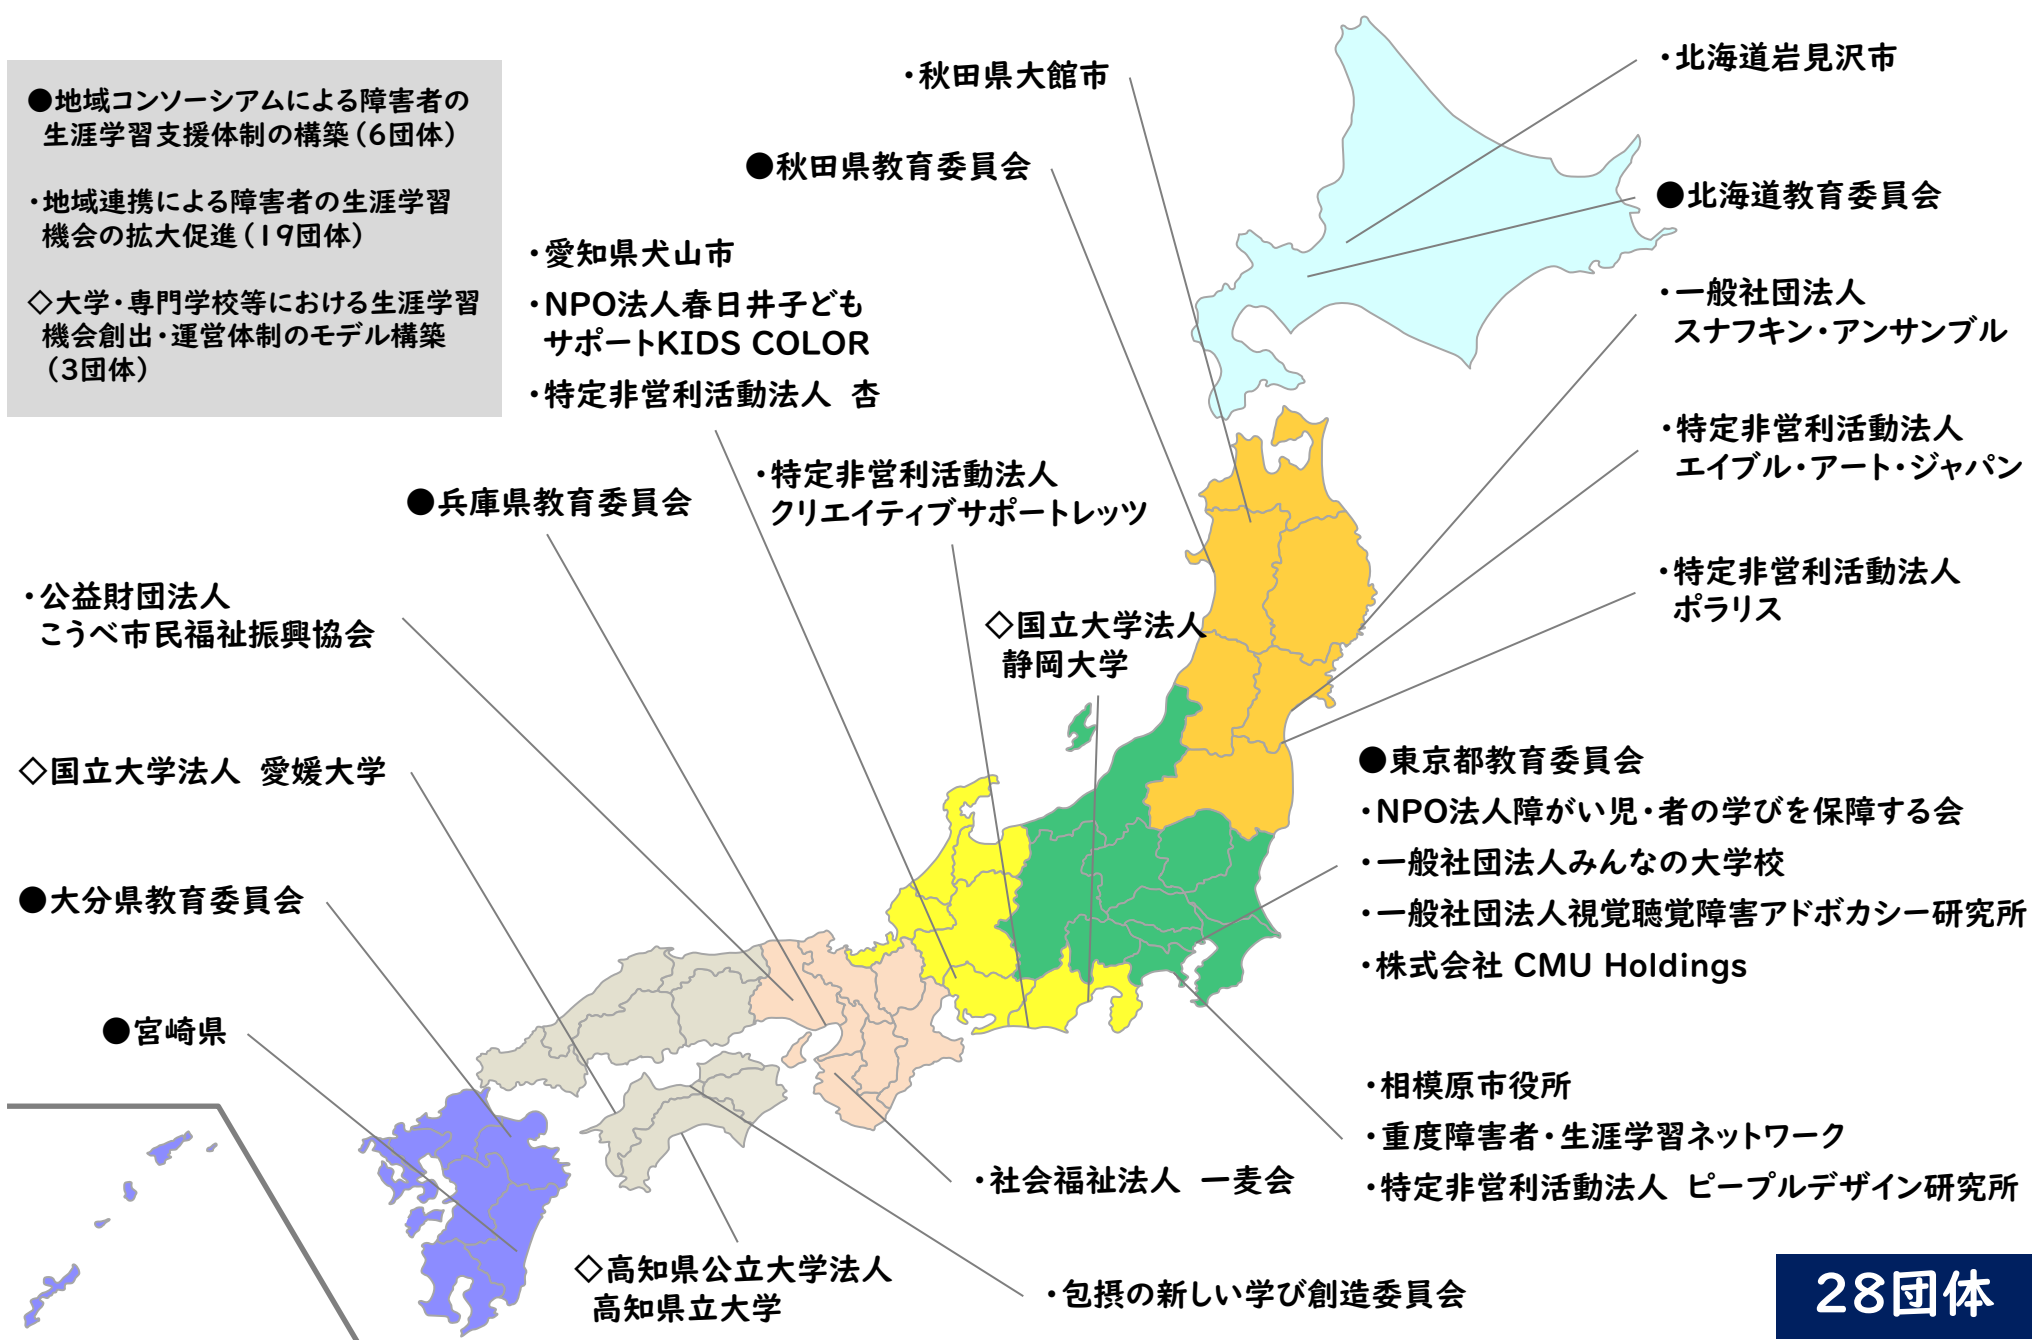 ●地域コンソーシアムによる障害者の
生涯学習支援体制の構築（6団体）
・地域連携による障害者の生涯学習
機会の拡大促進（19団体）
◇大学・専門学校等における生涯学習
機会創出・運営体制のモデル構築
（3団体）
・秋田県大館市
・北海道岩見沢市
●秋田県教育委員会
●北海道教育委員会
・愛知県犬山市
・NPO法人春日井子ども
サポートKIDS COLOR
・特定非営利活動法人 杏
・一般社団法人
スナフキン・アンサンブル
・特定非営利活動法人
エイブル・アート・ジャパン
●兵庫県教育委員会
・特定非営利活動法人
クリエイティブサポートレッツ
・特定非営利活動法人
ポラリス
・公益財団法人
こうべ市民福祉振興協会
◇国立大学法人
静岡大学
◇国立大学法人 愛媛大学
●東京都教育委員会
・NPO法人障がい児・者の学びを保障する会
・一般社団法人みんなの大学校
・一般社団法人視覚聴覚障害アドボカシー研究所
・株式会社 CMU Holdings
●大分県教育委員会
●宮崎県
・相模原市役所
・重度障害者・生涯学習ネットワーク
・特定非営利活動法人 ピープルデザイン研究所
・社会福祉法人 一麦会
◇高知県公立大学法人
高知県立大学
・包摂の新しい学び創造委員会
28団体